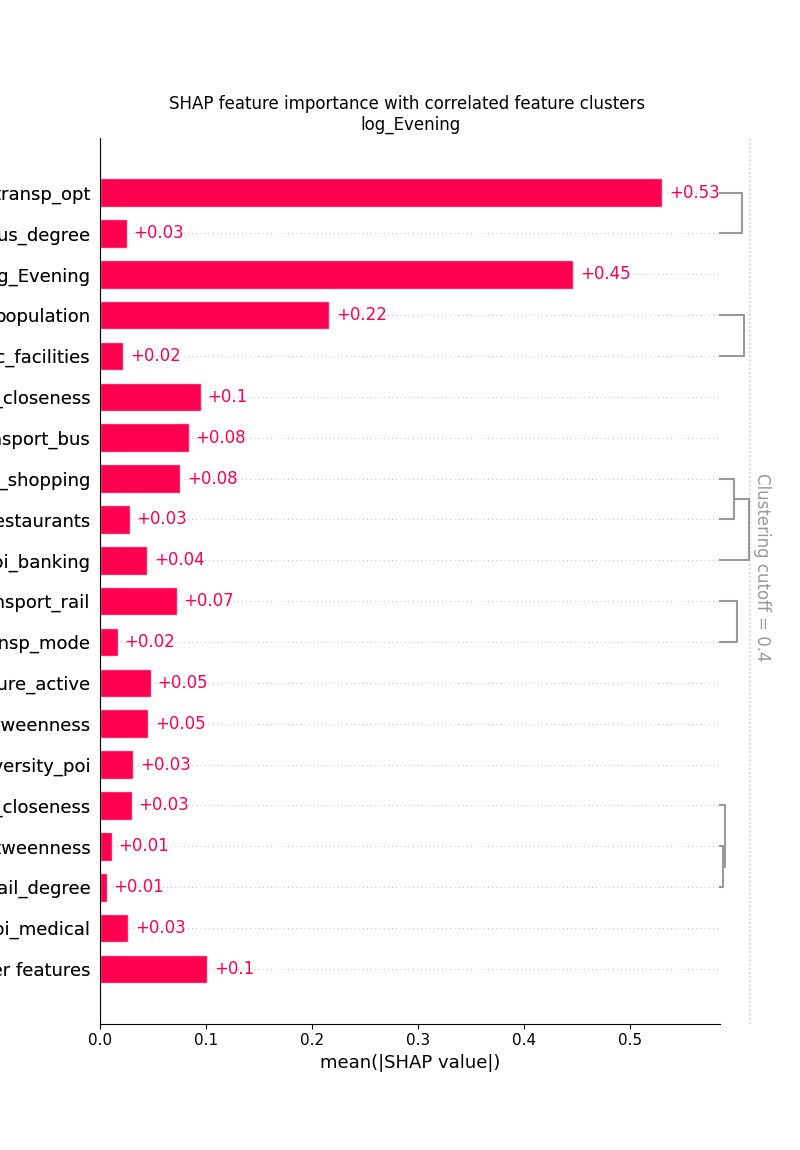 SHAP feature importance with correlated feature clusters
log_Evening
transp_opt +0.53
us_degree +0.03
g_Evening +0.45
population +0.22
c_facilities +0.02
_closeness +0.1
nsport_bus +0.08
_shopping +0.08
estaurants +0.03
oi_banking +0.04
nsport_rail +0.07
nsp_mode +0.02
ure_active +0.05
tweenness +0.05
versity_poi +0.03
_closeness +0.03
tweenness +0.01
ail_degree +0.01
oi_medical +0.03
er features +0.1
Clustering cutoff = 0.4
0.0 0.1 0.2 0.3 0.4 0.5
mean(|SHAP value|)